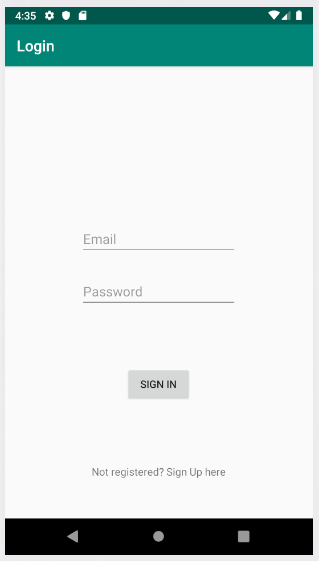 4:35
Login
Email
Password
SIGN IN
Not registered? Sign Up here